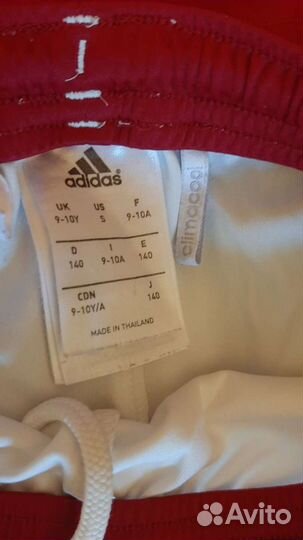 adidas
UK US F
9-10Y S 9-10A
D I E
140 9-10A 140
CDN J
9-10Y/A 140
MADE IN THAILAND
climacool
Avito